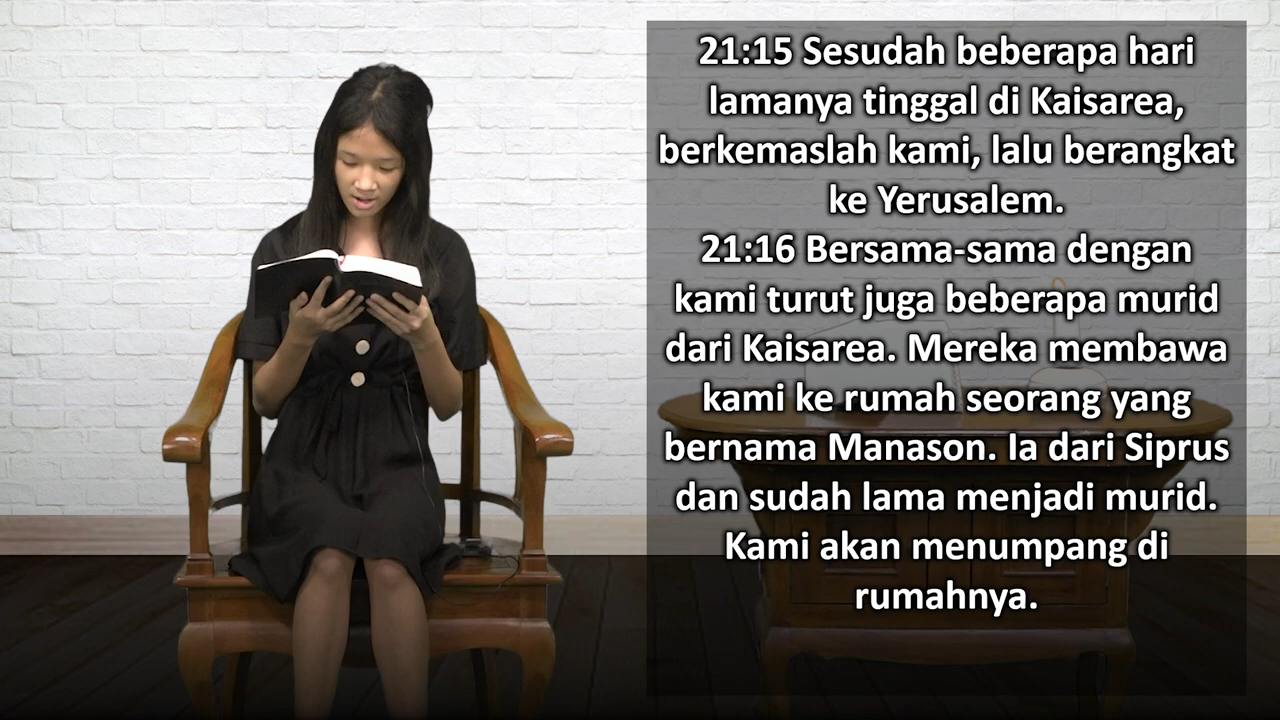 21:15 Sesudah beberapa hari
lamanya tinggal di Kaisarea,
berkemaslah kami, lalu berangkat
ke Yerusalem.
21:16 Bersama-sama dengan
kami turut juga beberapa murid
dari Kaisarea. Mereka membawa
kami ke rumah seorang yang
bernama Manason. Ia dari Siprus
dan sudah lama menjadi murid.
Kami akan menumpang di
rumahnya.